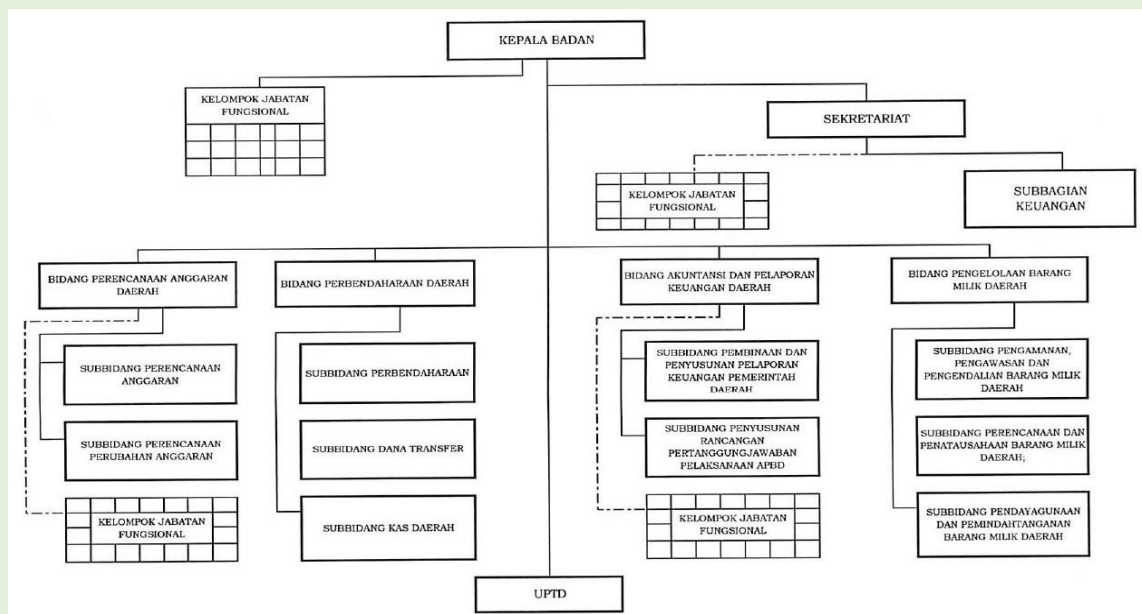 KEPALA BADAN
KELOMPOK JABATAN
FUNGSIONAL
SEKRETARIAT
KELOMPOK JABATAN
FUNGSIONAL
SUBBAGIAN
KEUANGAN
BIDANG PERENCANAAN ANGGARAN
DAERAH
BIDANG PERBENDAHARAAN DAERAH
BIDANG AKUNTANSI DAN PELAPORAN
KEUANGAN DAERAH
BIDANG PENGELOLAAN BARANG
MILIK DAERAH
SUBBIDANG PERENCANAAN
ANGGARAN
SUBBIDANG PERBENDAHARAAN
SUBBIDANG PEMBINAAN DAN
PENYUSUNAN PELAPORAN
KEUANGAN PEMERINTAH
DAERAH
SUBBIDANG PENGAMANAN,
PENGAWASAN DAN
PENGENDALIAN BARANG MILIK
DAERAH
SUBBIDANG PERENCANAAN
PERUBAHAN ANGGARAN
SUBBIDANG DANA TRANSFER
SUBBIDANG PENYUSUNAN
RANCANGAN
PERTANGGUNGJAWABAN
PELAKSANAAN APBD
SUBBIDANG PERENCANAAN DAN
PENATAUSAHAAN BARANG MILIK
DAERAH;
KELOMPOK JABATAN
FUNGSIONAL
SUBBIDANG KAS DAERAH
KELOMPOK JABATAN
FUNGSIONAL
SUBBIDANG PENDAYAGUNAAN
DAN PEMINDAHTANGANAN
BARANG MILIK DAERAH
UPTD